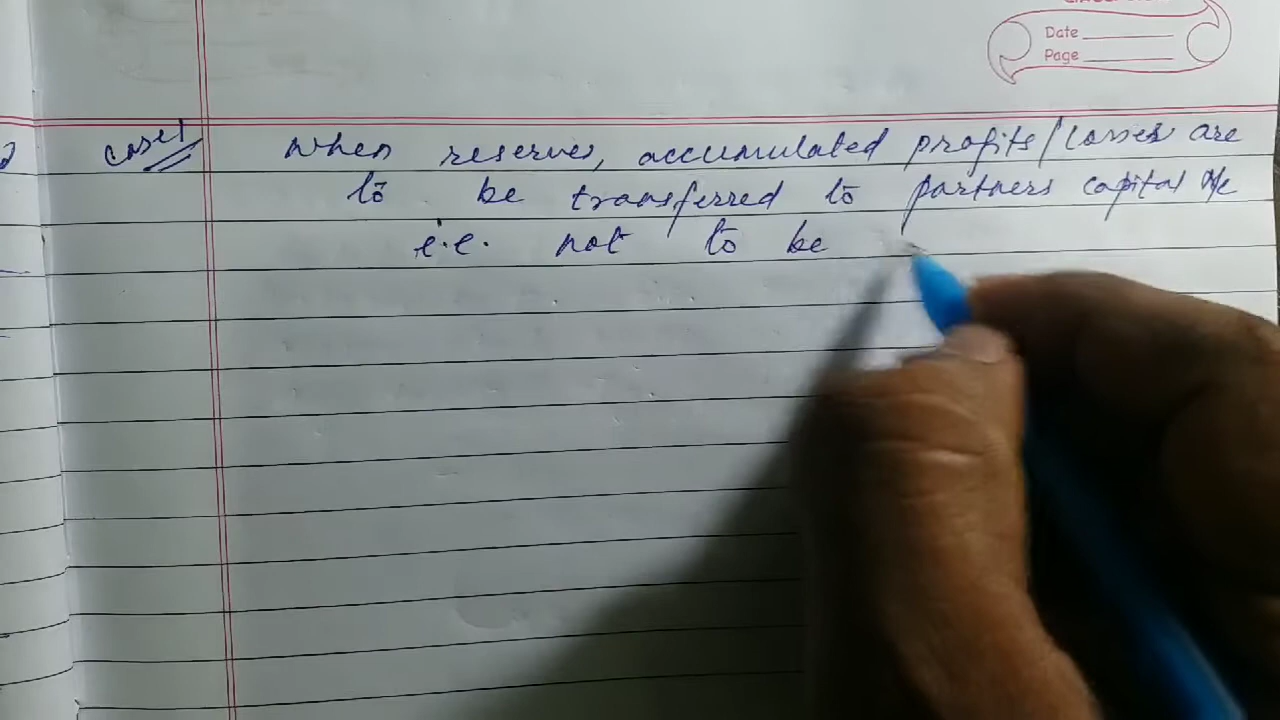 Date
Page
Case 1 When reserves, accumulated profits/losses are
to be transferred to partners capital A/c
i.e. not to be